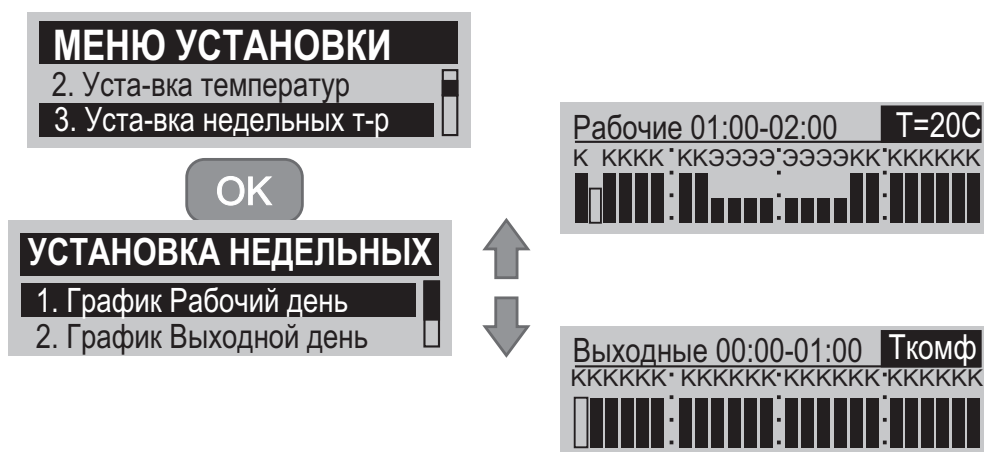 МЕНЮ УСТАНОВКИ
2. Уста-вка температур
3. Уста-вка недельных т-р
OK
УСТАНОВКА НЕДЕЛЬНЫХ
1. График Рабочий день
2. График Выходной день
Рабочие 01:00-02:00 T=20C
К КККК ККЭЭЭЭ ЭЭЭЭКК КККККК
Выходные 00:00-01:00 Ткомф
КККККК КККККК КККККК КККККК